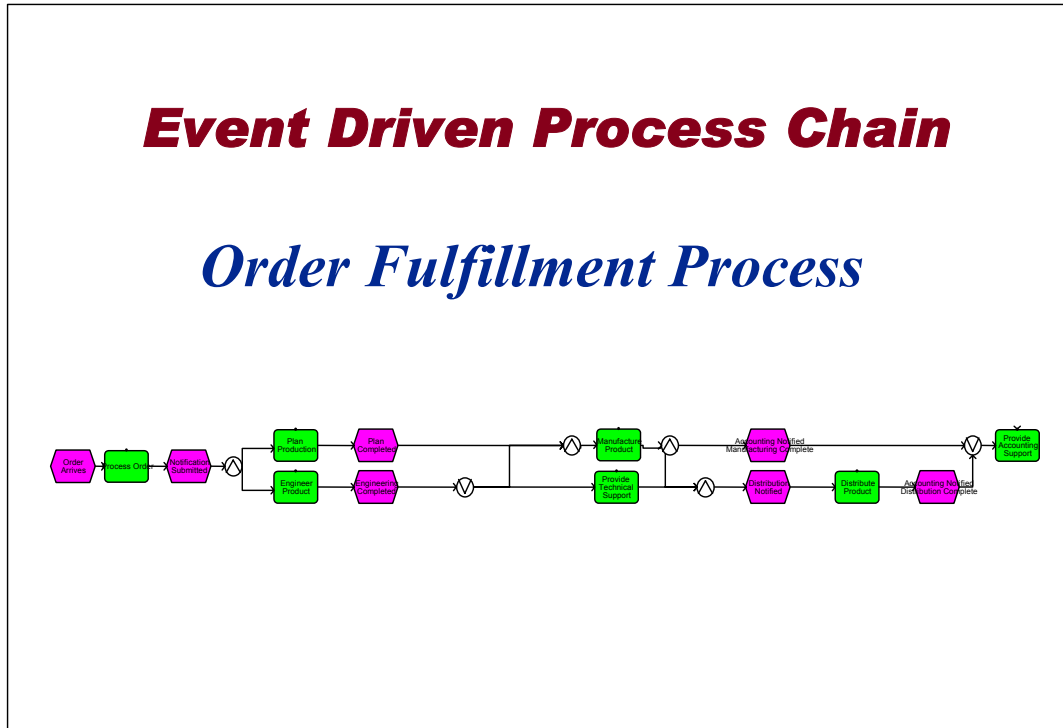 Event Driven Process Chain
Order Fulfillment Process
Order
Arrives
Process Order
Notification
Submitted
Plan
Production
Plan
Completed
Engineer
Product
Engineering
Completed
Manufacture
Product
Provide
Technical
Support
Accounting Notified
Manufacturing Complete
Distribution
Notified
Distribute
Product
Accounting Notified
Distribution Complete
Provide
Accounting
Support